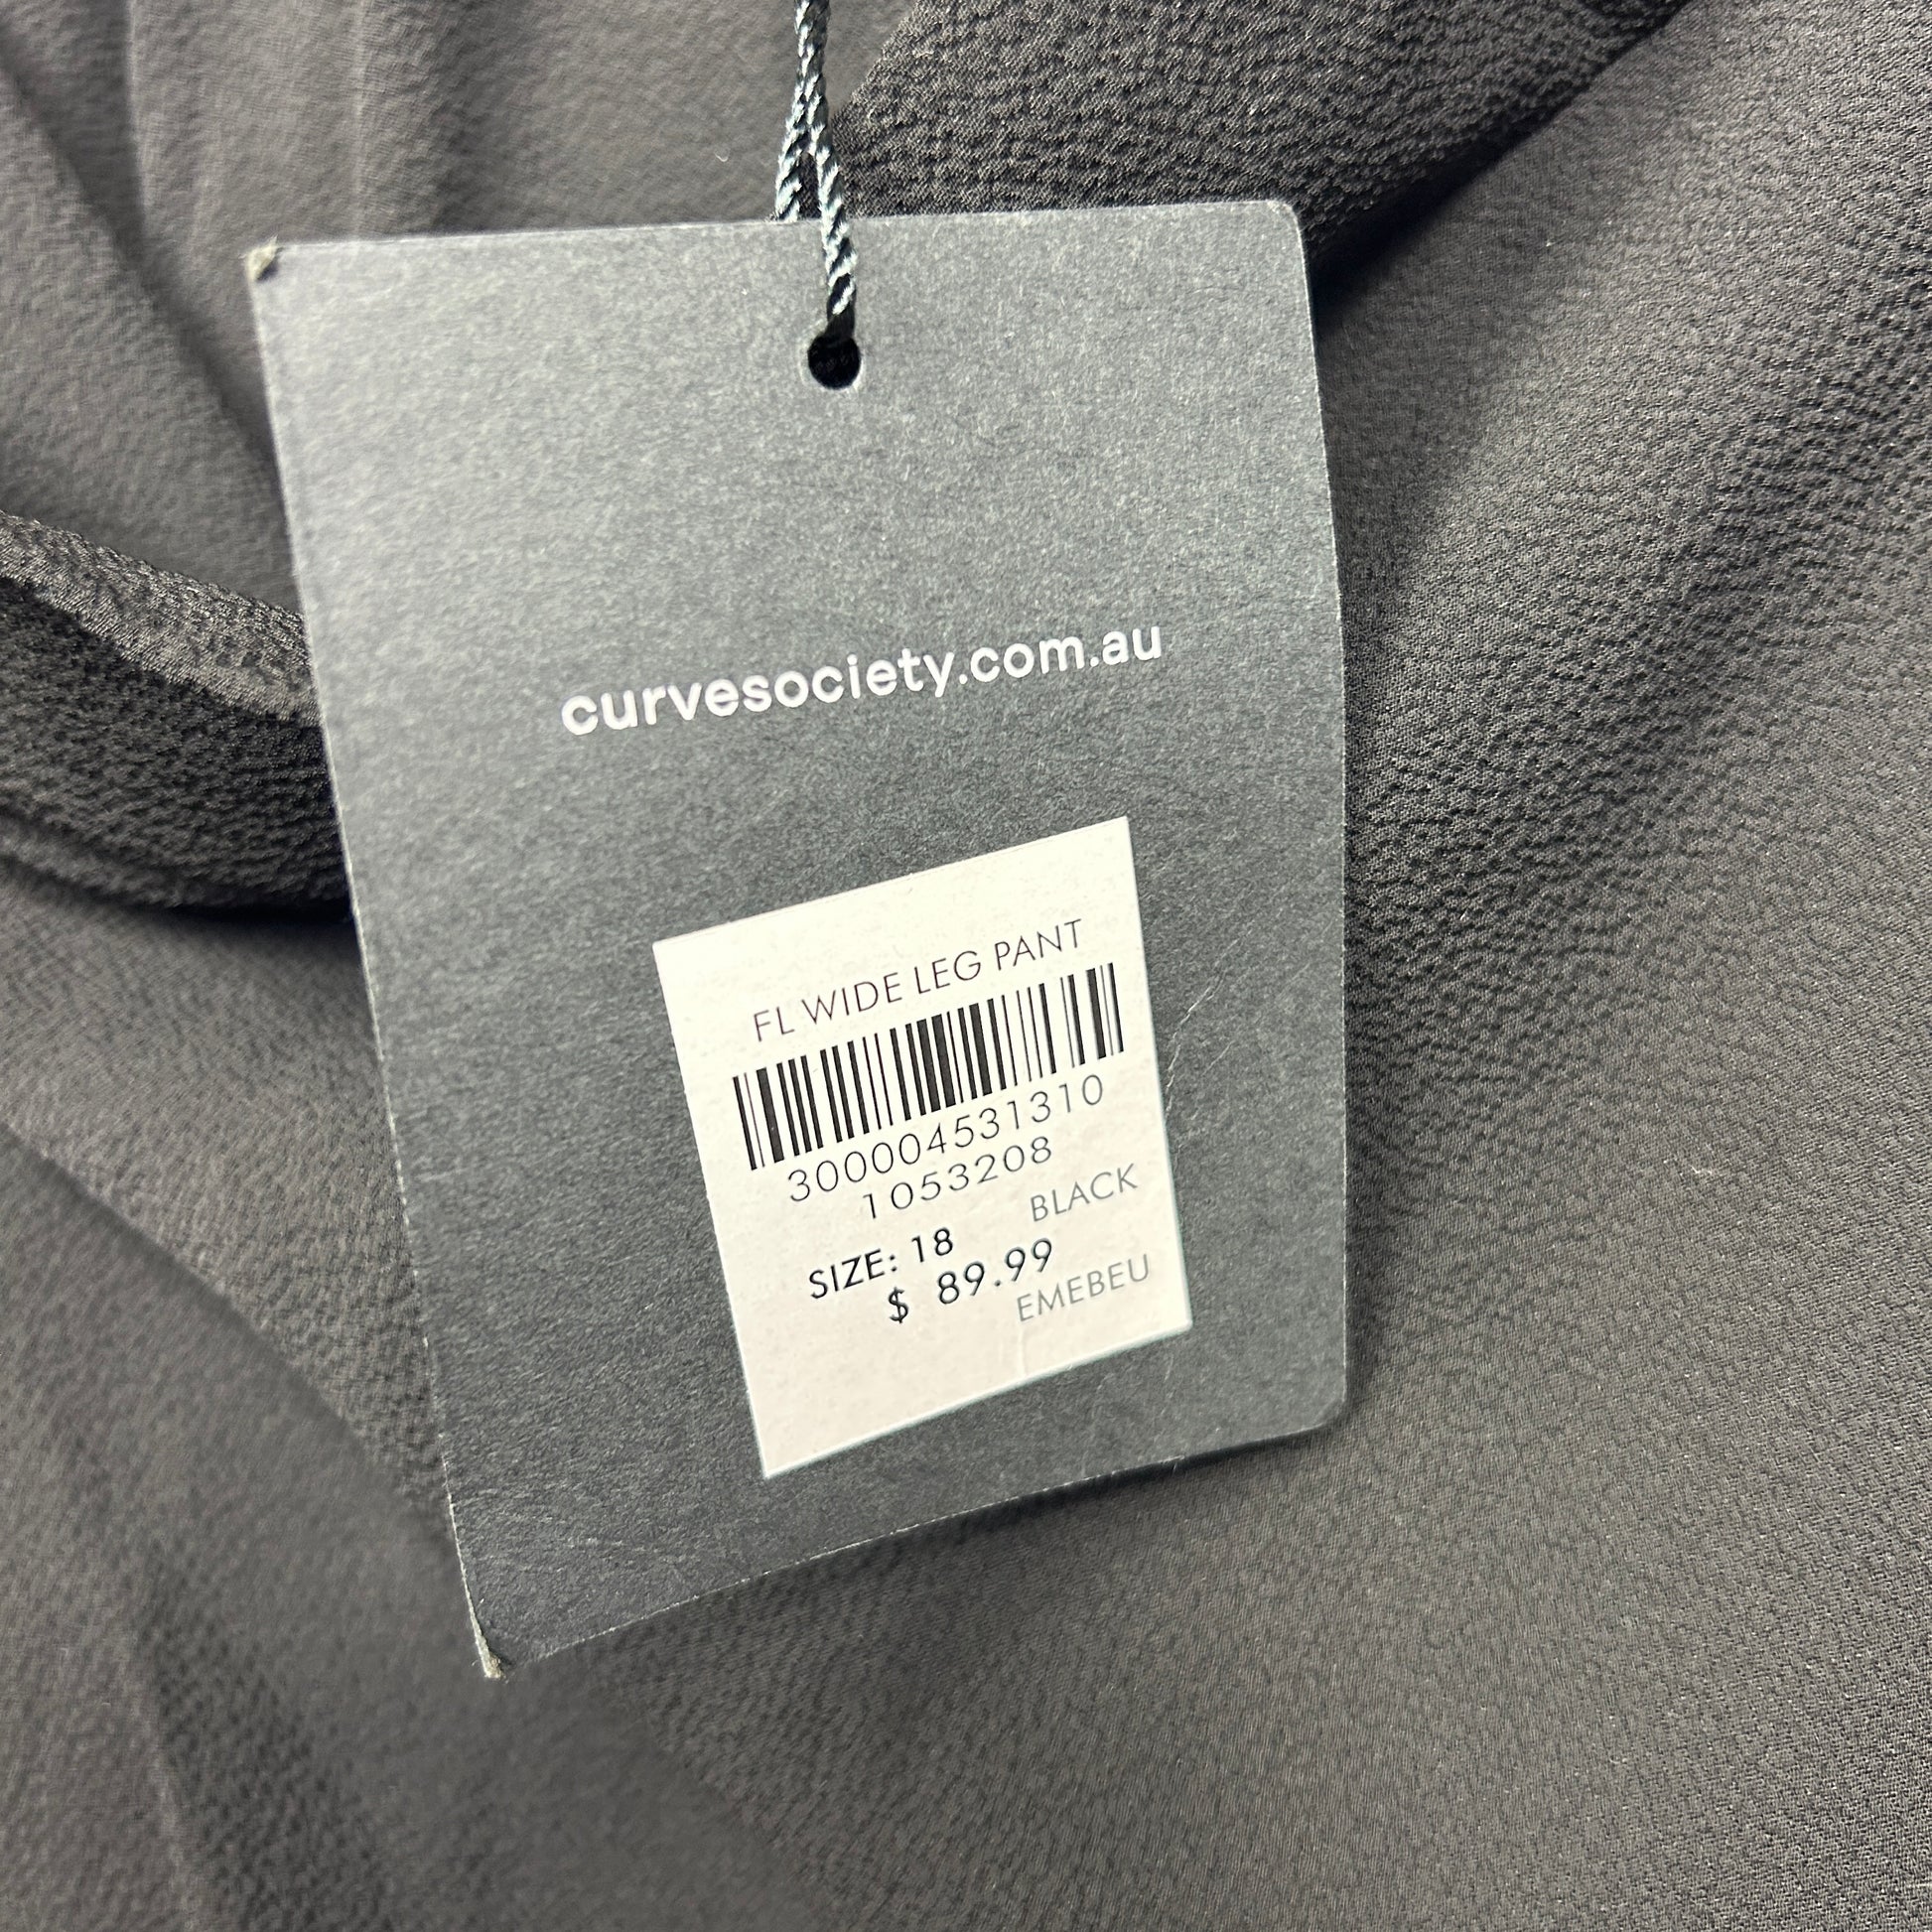 curvesociety.com.au
FL WIDE LEG PANT
300004531310
1053208
BLACK
SIZE: 18
$ 89.99
EMEBEU